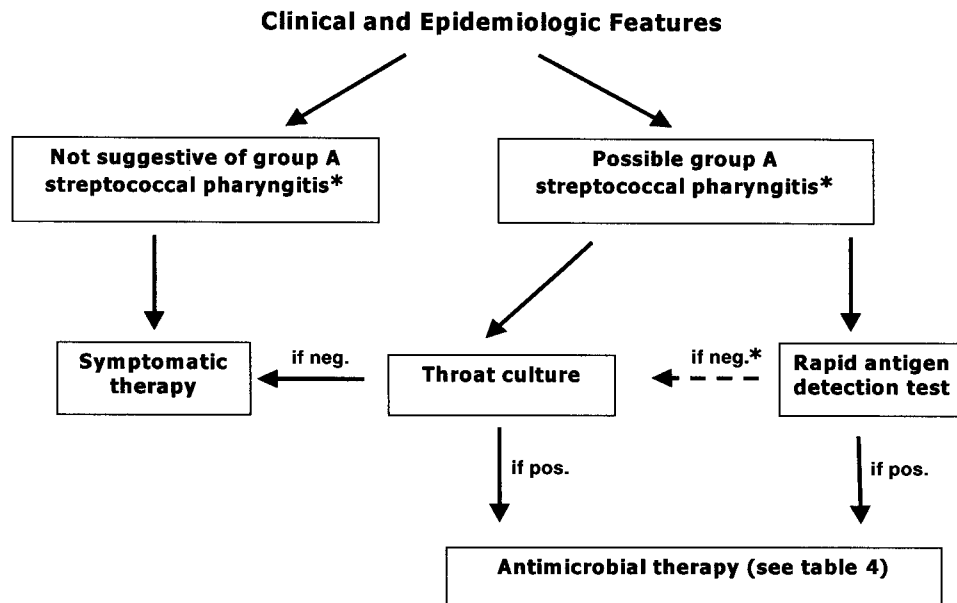 Clinical and Epidemiologic Features
Not suggestive of group A
streptococcal pharyngitis*
Possible group A
streptococcal pharyngitis*
Symptomatic
therapy
if neg.
Throat culture
if neg.*
Rapid antigen
detection test
if pos.
if pos.
Antimicrobial therapy (see table 4)